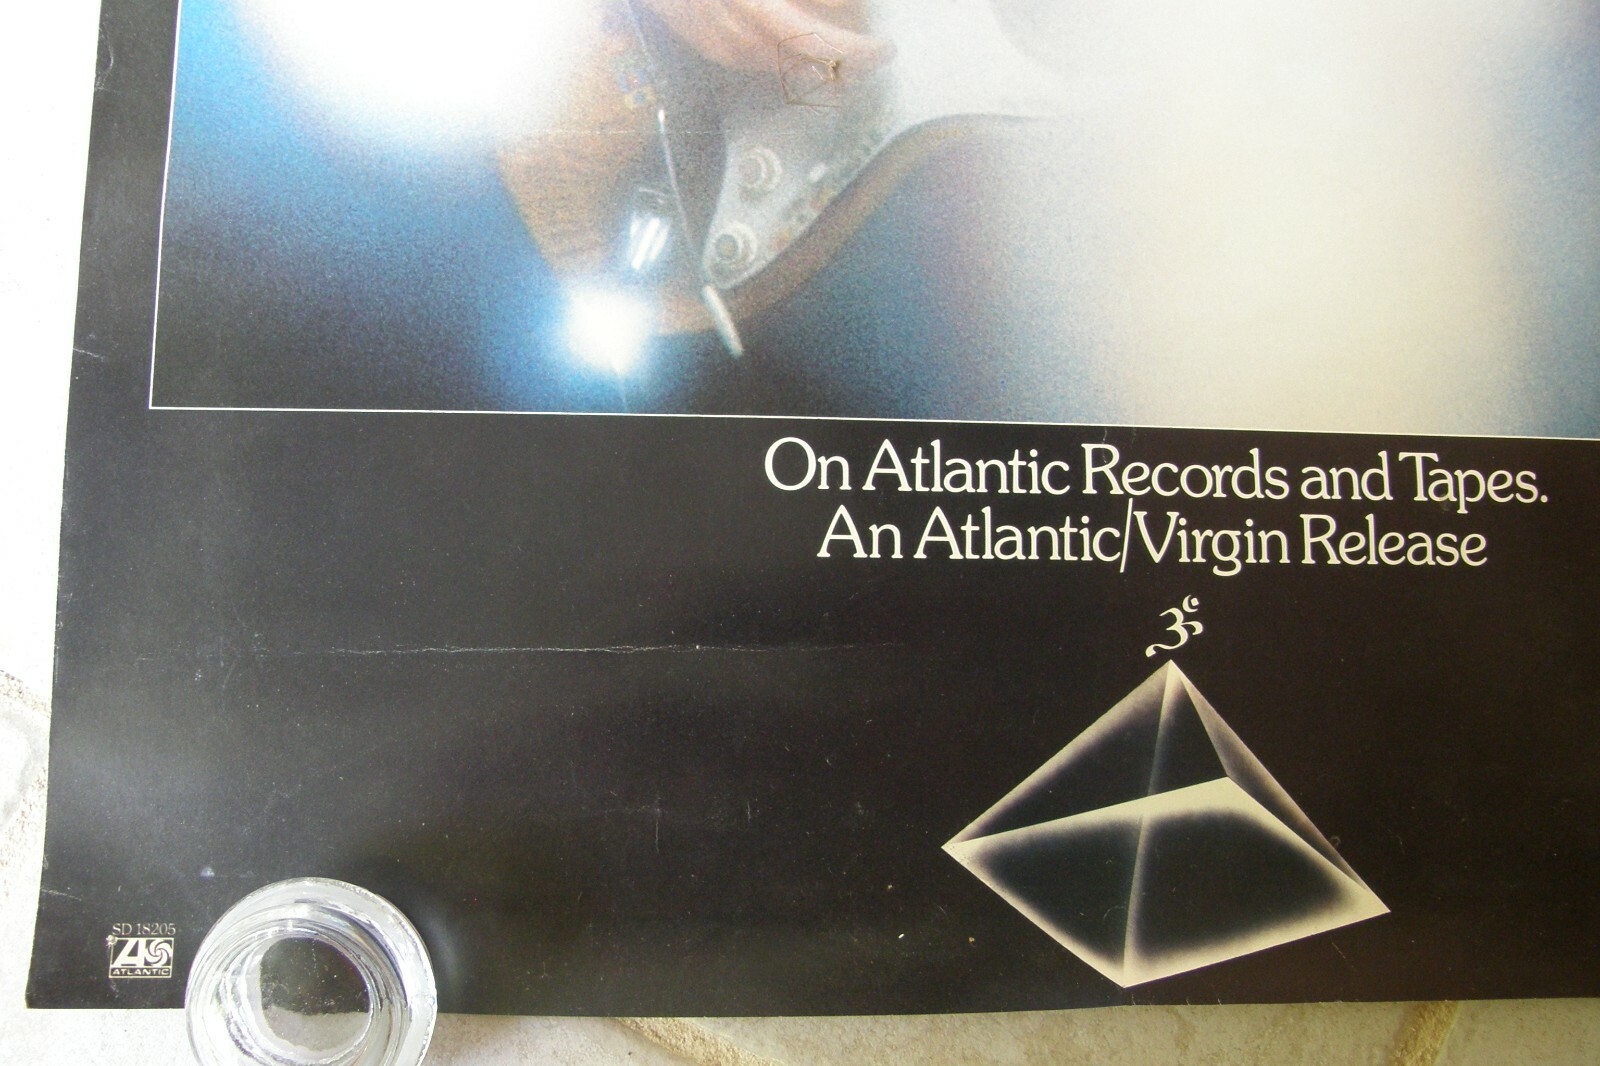 On Atlantic Records and Tapes.
An Atlantic/Virgin Release
ॐ
SD 18205
ATLANTIC